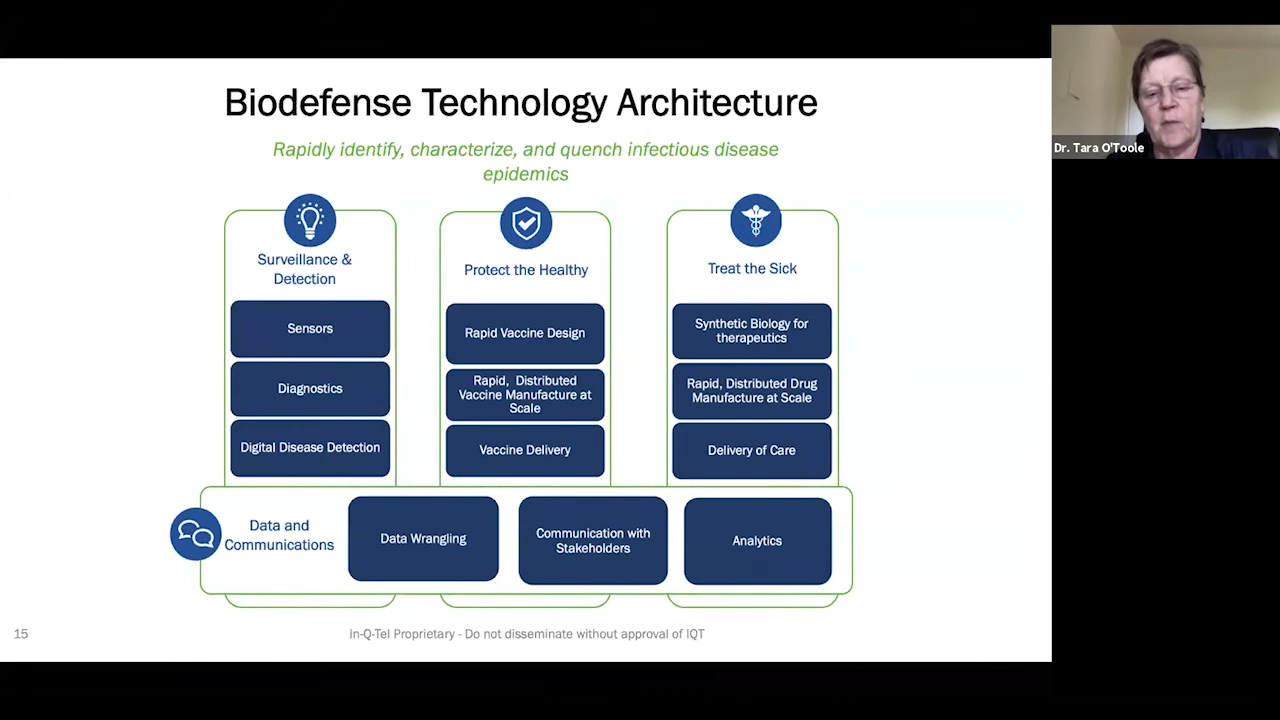 Biodefense Technology Architecture
Rapidly identify, characterize, and quench infectious disease
epidemics
Surveillance &
Detection
Sensors
Diagnostics
Digital Disease Detection
Protect the Healthy
Rapid Vaccine Design
Rapid, Distributed
Vaccine Manufacture at
Scale
Vaccine Delivery
Treat the Sick
Synthetic Biology for
therapeutics
Rapid, Distributed Drug
Manufacture at Scale
Delivery of Care
Data and
Communications
Data Wrangling
Communication with
Stakeholders
Analytics
15
In-Q-Tel Proprietary - Do not disseminate without approval of IQT
Dr. Tara O'Toole